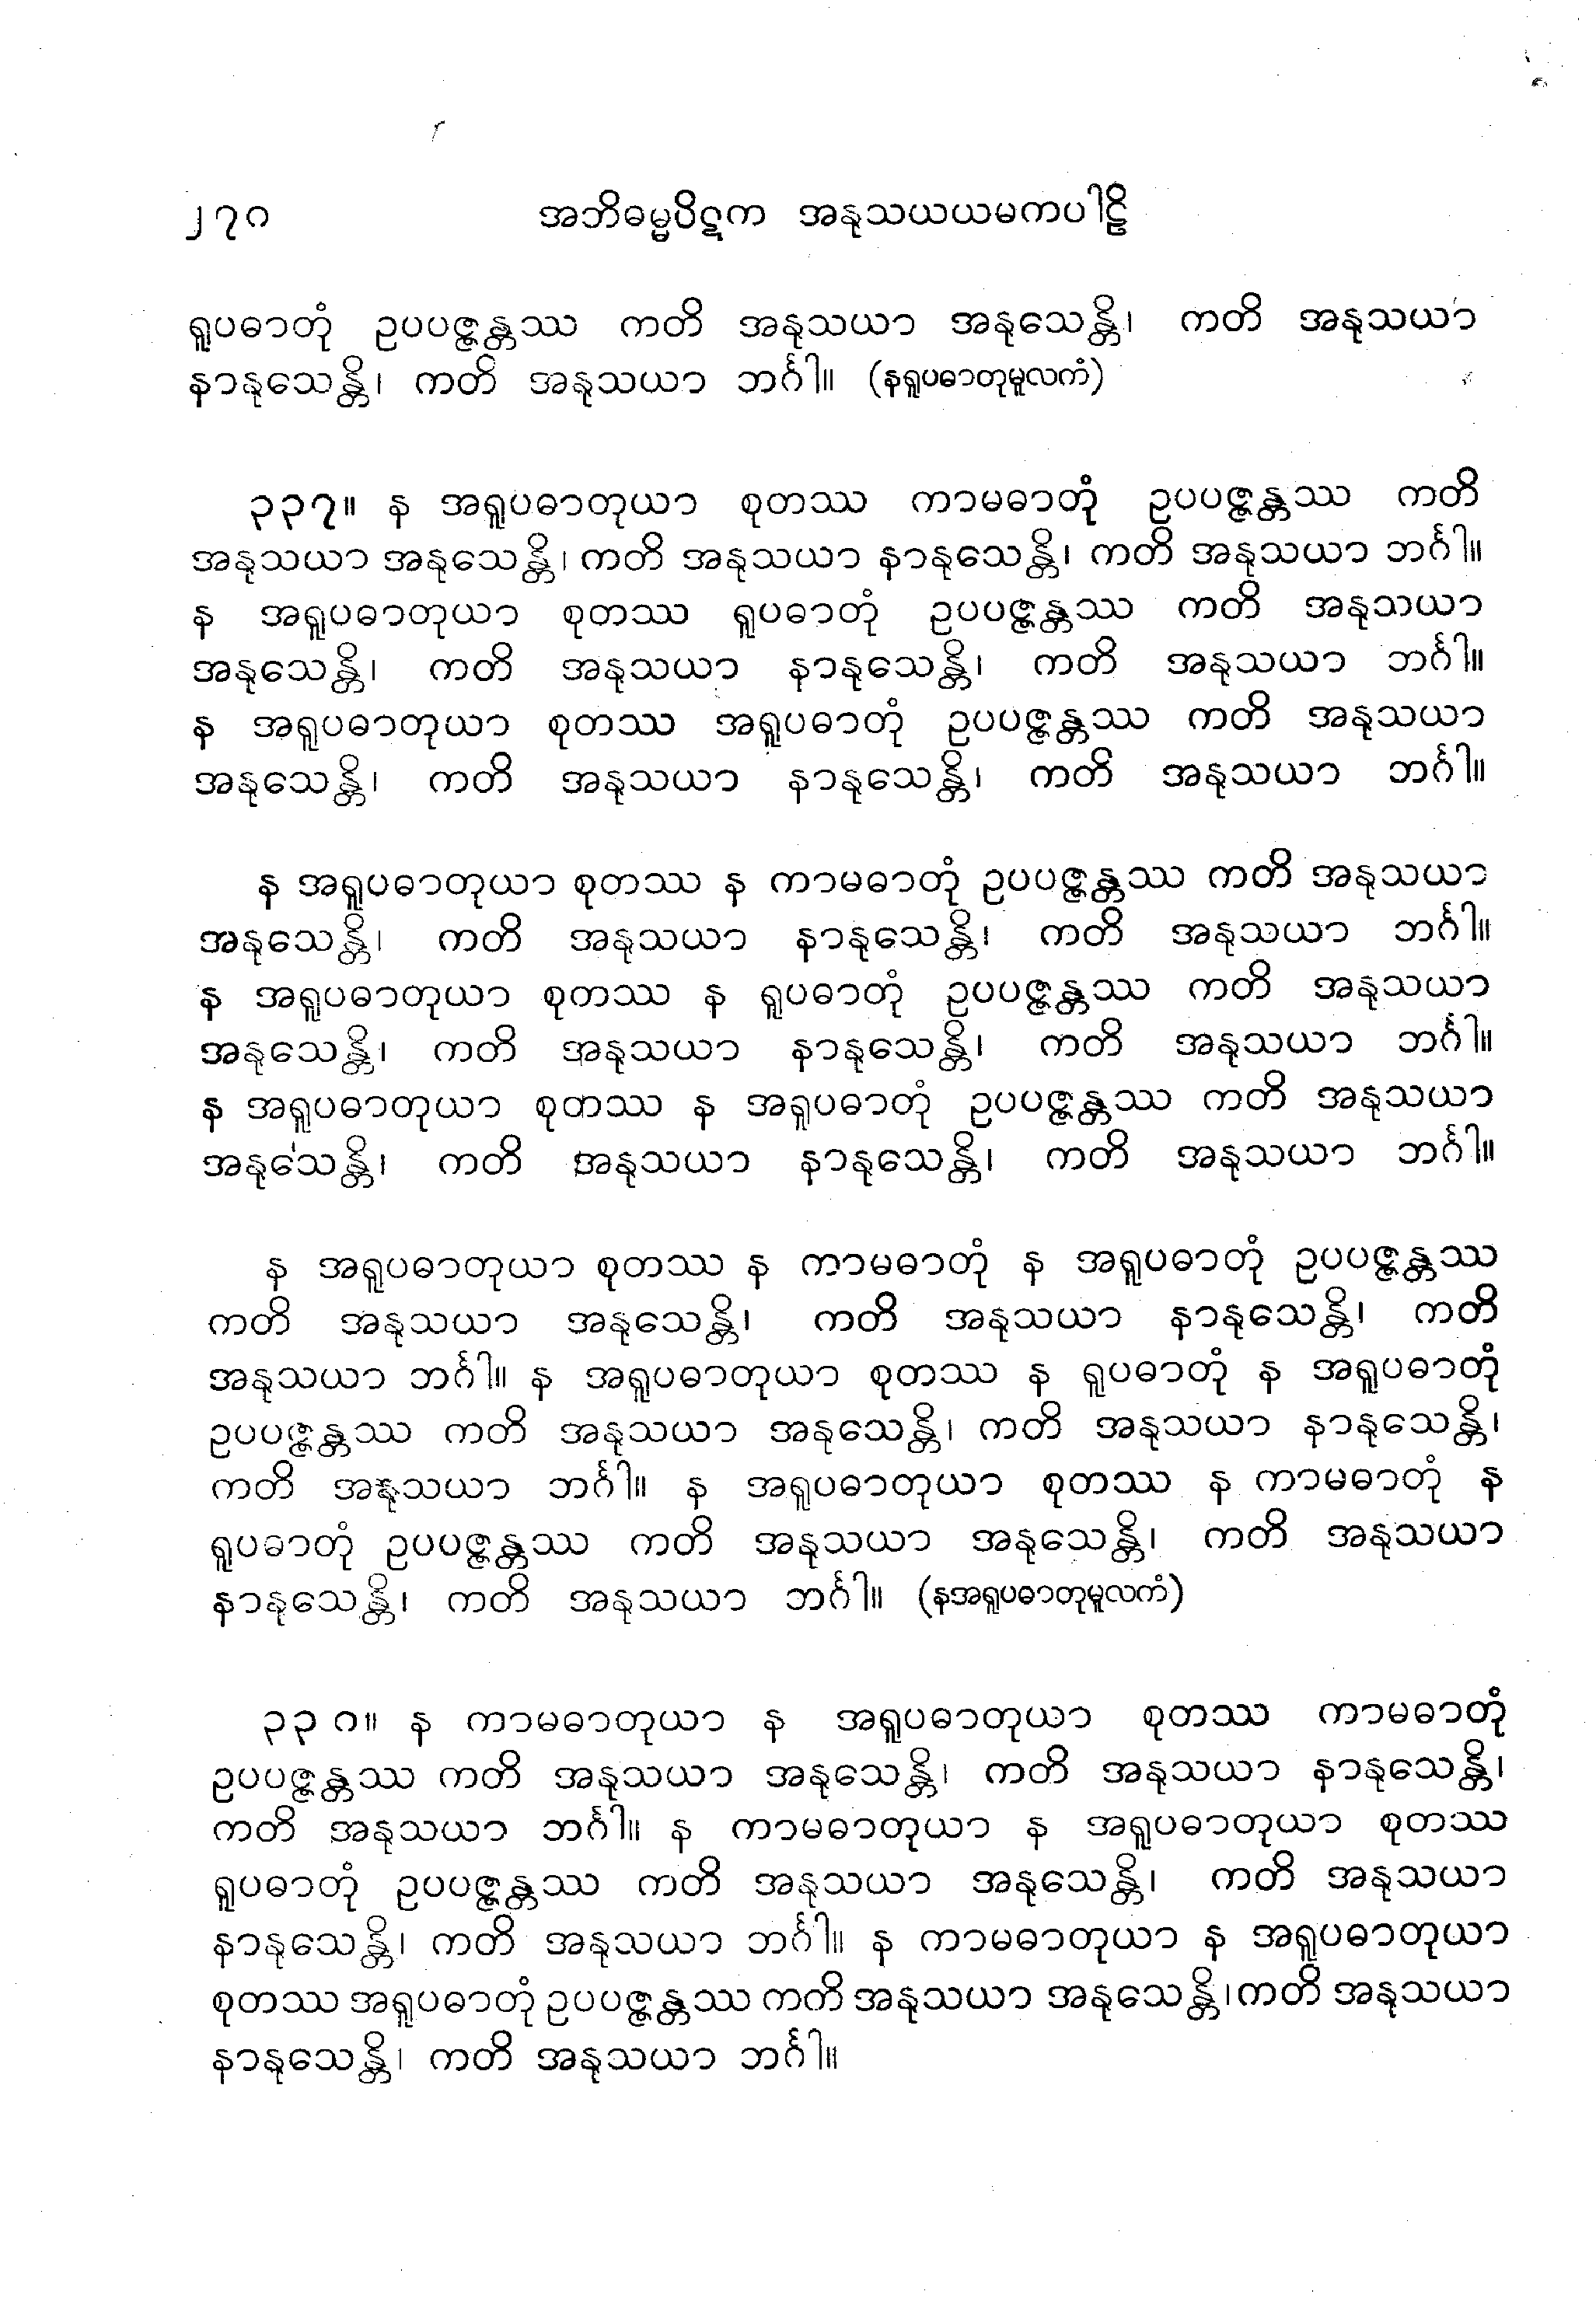 ၂၇၈ အဘိဓမ္မပိဋက အနုသယယမကပါဠိ
ရူပဓာတုံ ဥပပဇ္ဇန္တဿ ကတိ အနုသယာ အနုသေန္တိ၊ ကတိ အနုသယာ
နာနုသေန္တိ၊ ကတိ အနုသယာ ဘင်္ဂါ။ (နရူပဓာတုမူလကံ)
၃၃၇။ န အရူပဓာတုယာ စုတဿ ကာမဓာတုံ ဥပပဇ္ဇန္တဿ ကတိ
အနုသယာ အနုသေန္တိ၊ ကတိ အနုသယာ နာနုသေန္တိ၊ ကတိ အနုသယာ ဘင်္ဂါ။
န အရူပဓာတုယာ စုတဿ ရူပဓာတုံ ဥပပဇ္ဇန္တဿ ကတိ အနုသယာ
အနုသေန္တိ၊ ကတိ အနုသယာ နာနုသေန္တိ၊ ကတိ အနုသယာ ဘင်္ဂါ။
န အရူပဓာတုယာ စုတဿ အရူပဓာတုံ ဥပပဇ္ဇန္တဿ ကတိ အနုသယာ
အနုသေန္တိ၊ ကတိ အနုသယာ နာနုသေန္တိ၊ ကတိ အနုသယာ ဘင်္ဂါ။
န အရူပဓာတုယာ စုတဿ န ကာမဓာတုံ ဥပပဇ္ဇန္တဿ ကတိ အနုသယာ
အနုသေန္တိ၊ ကတိ အနုသယာ နာနုသေန္တိ၊ ကတိ အနုသယာ ဘင်္ဂါ။
န အရူပဓာတုယာ စုတဿ န ရူပဓာတုံ ဥပပဇ္ဇန္တဿ ကတိ အနုသယာ
အနုသေန္တိ၊ ကတိ အနုသယာ နာနုသေန္တိ၊ ကတိ အနုသယာ ဘင်္ဂါ။
န အရူပဓာတုယာ စုတဿ န အရူပဓာတုံ ဥပပဇ္ဇန္တဿ ကတိ အနုသယာ
အနုသေန္တိ၊ ကတိ အနုသယာ နာနုသေန္တိ၊ ကတိ အနုသယာ ဘင်္ဂါ။
န အရူပဓာတုယာ စုတဿ န ကာမဓာတုံ န အရူပဓာတုံ ဥပပဇ္ဇန္တဿ
ကတိ အနုသယာ အနုသေန္တိ၊ ကတိ အနုသယာ နာနုသေန္တိ၊ ကတိ
အနုသယာ ဘင်္ဂါ။ န အရူပဓာတုယာ စုတဿ န ရူပဓာတုံ န အရူပဓာတုံ
ဥပပဇ္ဇန္တဿ ကတိ အနုသယာ အနုသေန္တိ၊ ကတိ အနုသယာ နာနုသေန္တိ၊
ကတိ အနုသယာ ဘင်္ဂါ။ န အရူပဓာတုယာ စုတဿ န ကာမဓာတုံ န
ရူပဓာတုံ ဥပပဇ္ဇန္တဿ ကတိ အနုသယာ အနုသေန္တိ၊ ကတိ အနုသယာ
နာနုသေန္တိ၊ ကတိ အနုသယာ ဘင်္ဂါ။ (နအရူပဓာတုမူလကံ)
၃၃၈။ န ကာမဓာတုယာ န အရူပဓာတုယာ စုတဿ ကာမဓာတုံ
ဥပပဇ္ဇန္တဿ ကတိ အနုသယာ အနုသေန္တိ၊ ကတိ အနုသယာ နာနုသေန္တိ၊
ကတိ အနုသယာ ဘင်္ဂါ။ န ကာမဓာတုယာ န အရူပဓာတုယာ စုတဿ
ရူပဓာတုံ ဥပပဇ္ဇန္တဿ ကတိ အနုသယာ အနုသေန္တိ၊ ကတိ အနုသယာ
နာနုသေန္တိ၊ ကတိ အနုသယာ ဘင်္ဂါ။ န ကာမဓာတုယာ န အရူပဓာတုယာ
စုတဿ အရူပဓာတုံ ဥပပဇ္ဇန္တဿ ကတိ အနုသယာ အနုသေန္တိ၊ ကတိ အနုသယာ
နာနုသေန္တိ၊ ကတိ အနုသယာ ဘင်္ဂါ။